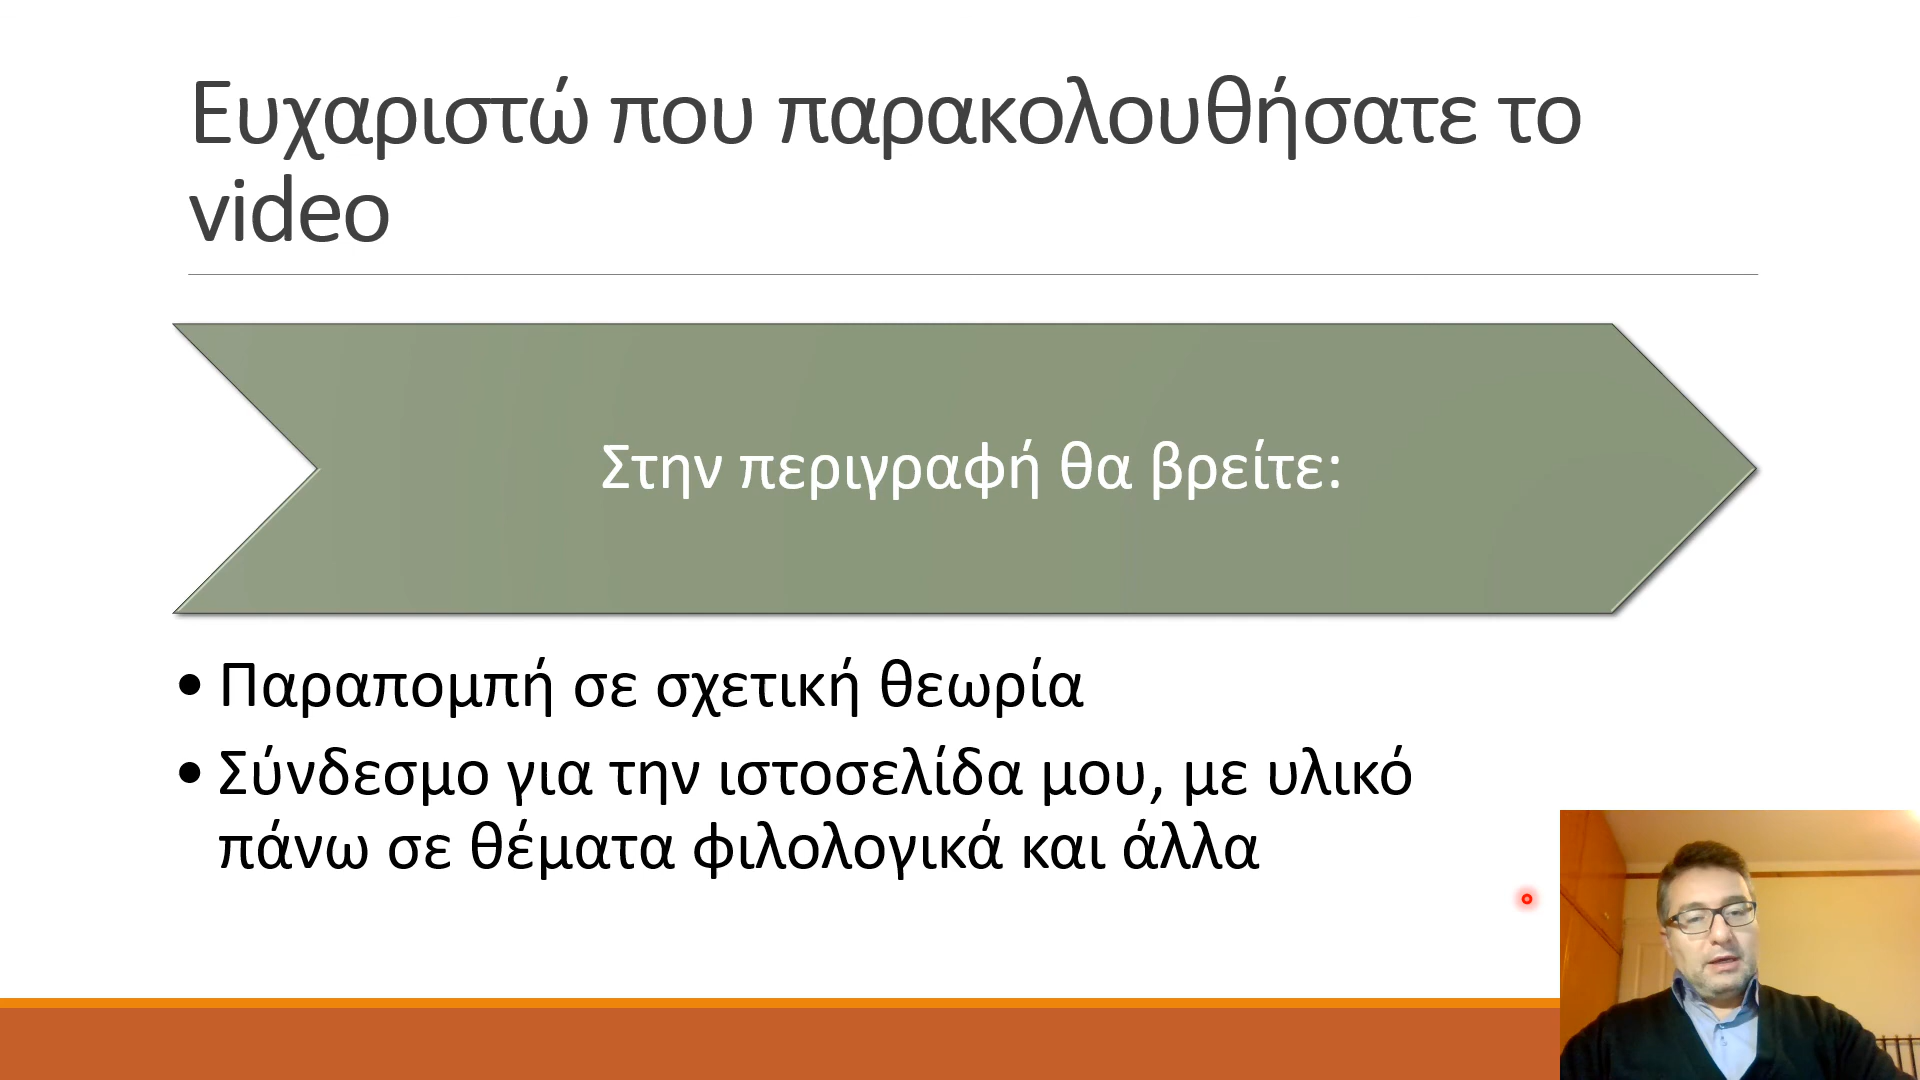 Ευχαριστώ που παρακολουθήσατε το
video
Στην περιγραφή θα βρείτε:
• Παραπομπή σε σχετική θεωρία
• Σύνδεσμο για την ιστοσελίδα μου, με υλικό
πάνω σε θέματα φιλολογικά και άλλα